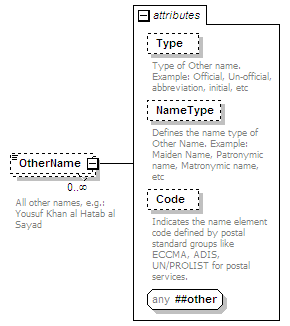 attributes
Type
Type of Other name.
Example: Official, Un-official,
abbreviation, initial, etc
NameType
Defines the name type of
Other Name. Example:
Maiden Name, Patronymic
name, Matronymic name,
etc
OtherName
0..∞
All other names, e.g.:
Yousuf Khan al Hatab al
Sayad
Code
Indicates the name element
code defined by postal
standard groups like
ECCMA, ADIS,
UN/PROLIST for postal
services.
any ##other